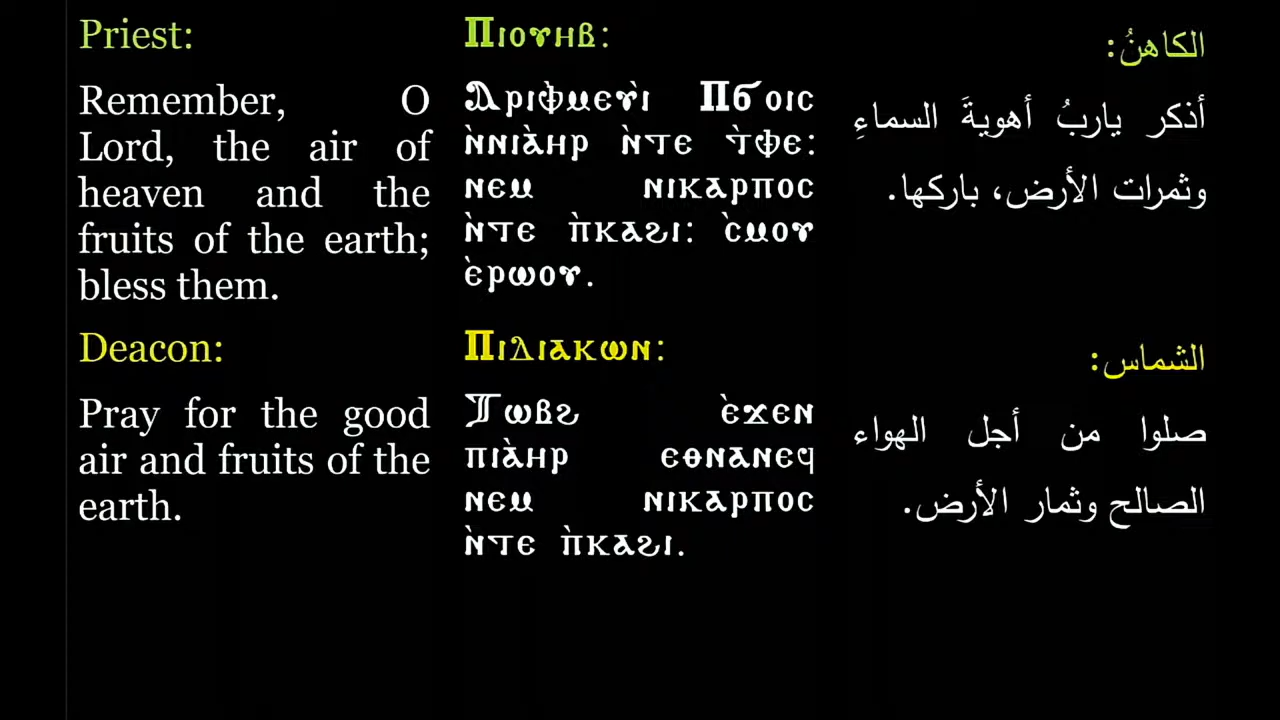 Priest:
Remember, O
Lord, the air of
heaven and the
fruits of the earth;
bless them.
Ⲡⲓⲟⲩⲏⲃ:
Ⲁⲣⲓⲫ̀ⲙⲉⲩⲓ̀ Ⲡϭⲟⲓⲥ
ⲛ̀ⲛⲓⲁ̀ⲏⲣ ⲛ̀ⲧⲉ ⲧ̀ⲫⲉ:
ⲛⲉⲙ ⲛⲓⲕⲁⲣⲡⲟⲥ
ⲛ̀ⲧⲉ ⲡ̀ⲕⲁϩⲓ: ⲥ̀ⲙⲟⲩ
ⲉ̀ⲣⲱⲟⲩ.
الكاهنُ:
أذكر ياربُ أهويةَ السماءِ
وثمرات الأرض، باركها.
Deacon:
Pray for the good
air and fruits of the
earth.
Ⲡⲓⲇⲓⲁⲕⲱⲛ:
Ⲧⲱⲃϩ ⲉ̀ϫⲉⲛ
ⲡⲓⲁ̀ⲏⲣ ⲉⲑⲛⲁⲛⲉϥ
ⲛⲉⲙ ⲛⲓⲕⲁⲣⲡⲟⲥ
ⲛ̀ⲧⲉ ⲡ̀ⲕⲁϩⲓ.
الشماس:
صلوا من أجل الهواء
الصالح وثمار الأرض.